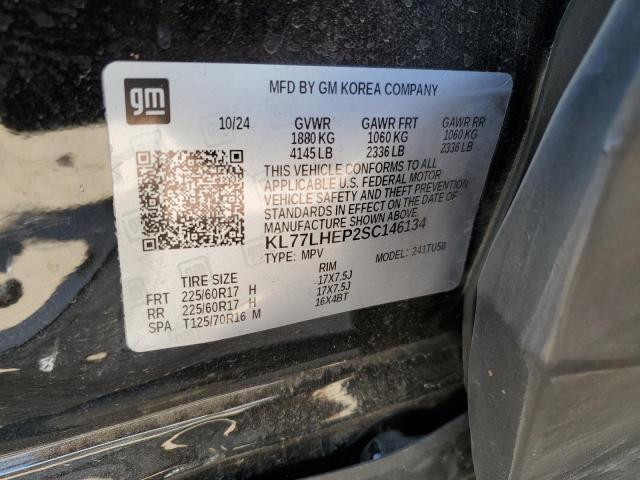 gm
MFD BY GM KOREA COMPANY
10/24 GVWR GAWR FRT GAWR RR
1880 KG 1060 KG 1060 KG
4145 LB 2336 LB 2336 LB
THIS VEHICLE CONFORMS TO ALL
APPLICABLE U.S. FEDERAL MOTOR
VEHICLE SAFETY AND THEFT PREVENTION
STANDARDS IN EFFECT ON THE DATE OF
MANUFACTURE SHOWN ABOVE.
KL77LHEP2SC146134
TYPE: MPV MODEL: 241TU58
TIRE SIZE RIM
FRT 225/60R17 H 17X7.5J
RR 225/60R17 H 17X7.5J
SPA T125/70R16 M 16X4BT